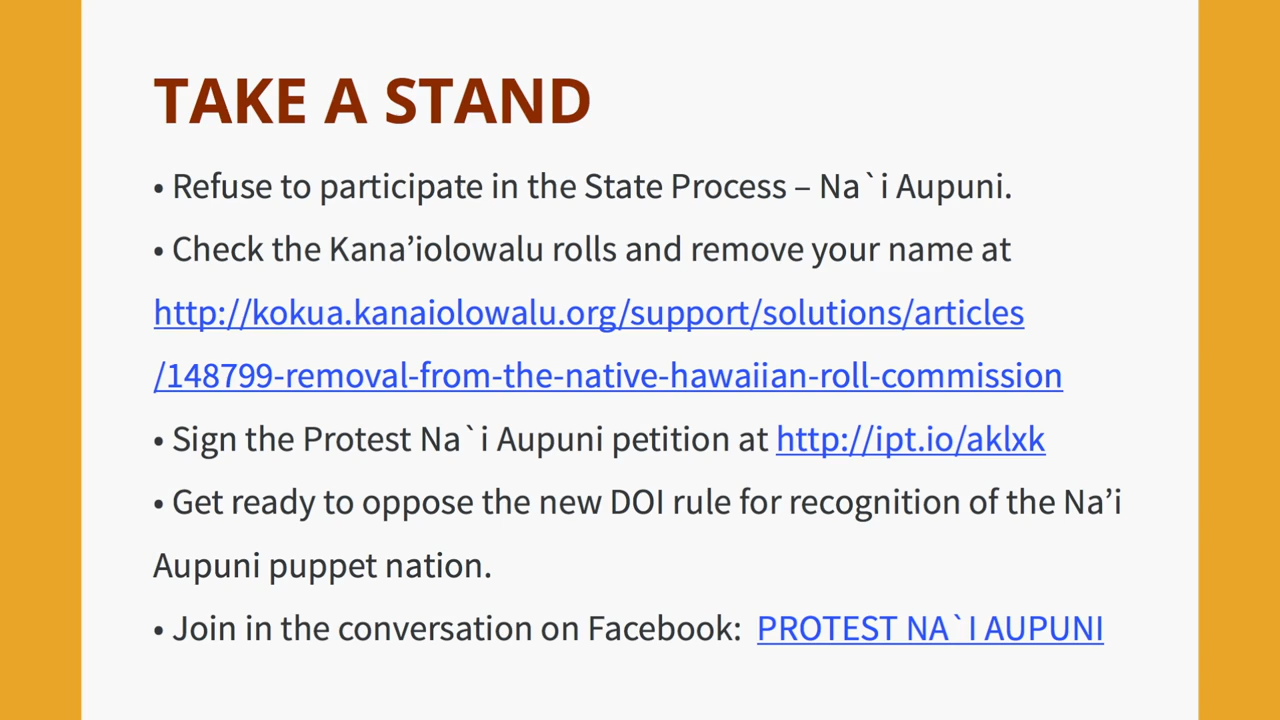 TAKE A STAND
• Refuse to participate in the State Process – Na`i Aupuni.
• Check the Kana’iolowalu rolls and remove your name at
http://kokua.kanaiolowalu.org/support/solutions/articles
/148799-removal-from-the-native-hawaiian-roll-commission
• Sign the Protest Na`i Aupuni petition at http://ipt.io/aklxk
• Get ready to oppose the new DOI rule for recognition of the Na’i
Aupuni puppet nation.
• Join in the conversation on Facebook:  PROTEST NA`I AUPUNI